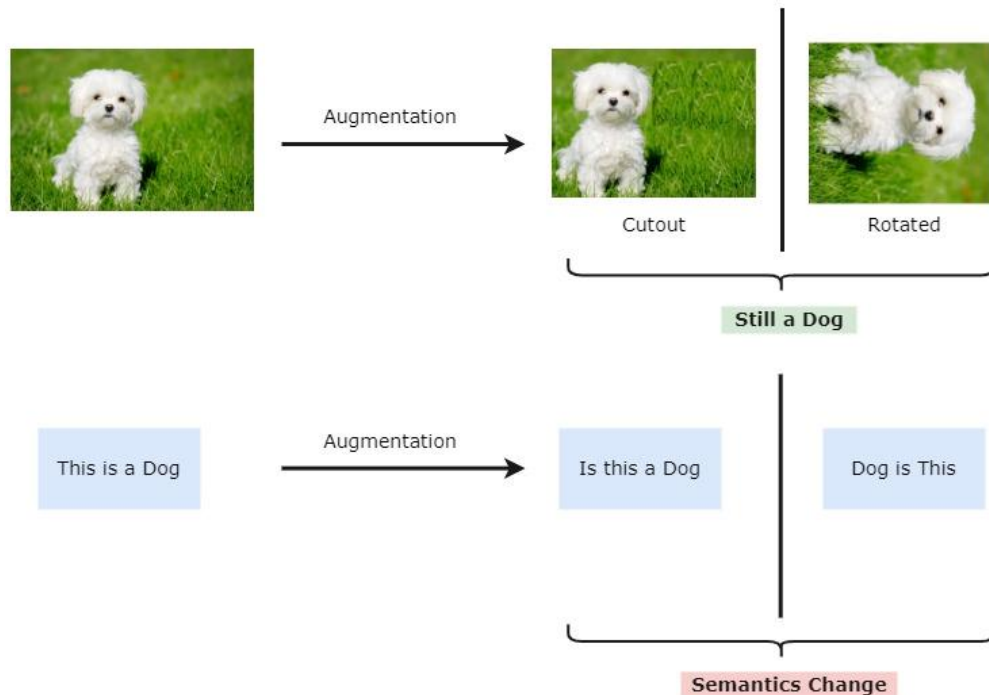 Augmentation
Cutout
Rotated
Still a Dog
This is a Dog
Augmentation
Is this a Dog
Dog is This
Semantics Change